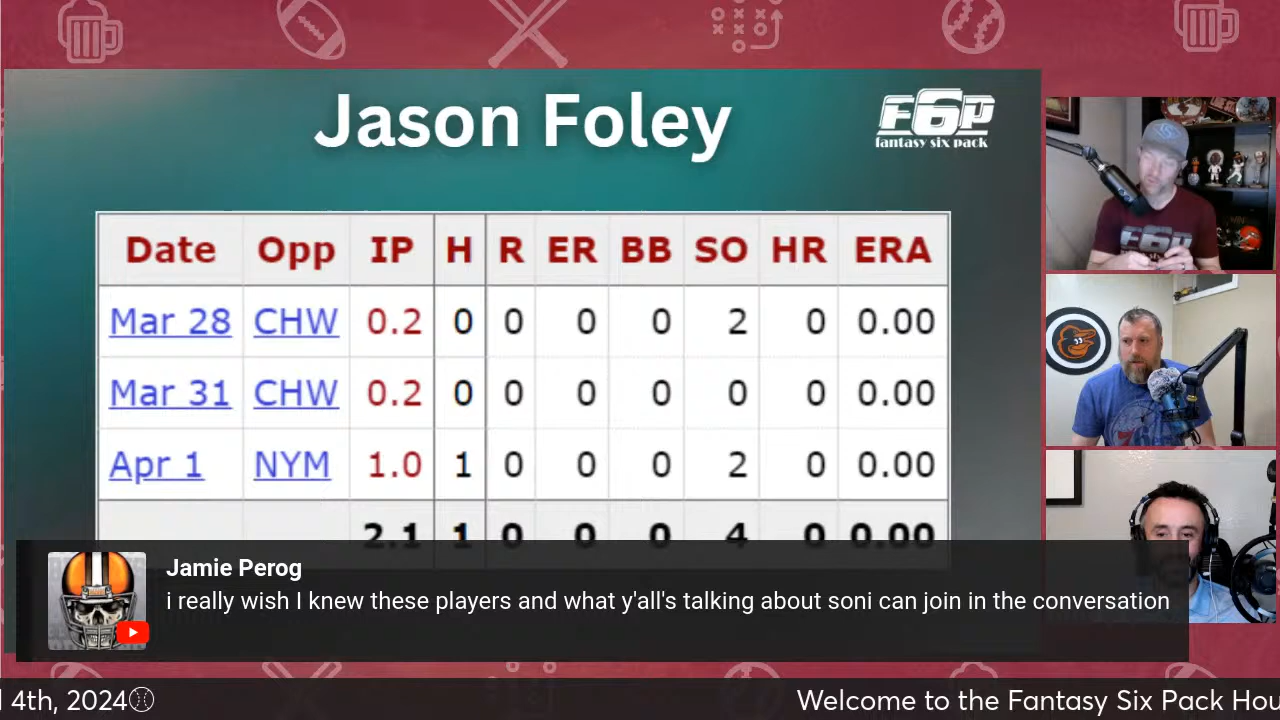 Jason Foley
F6P
fantasy six pack
Date Opp IP H R ER BB SO HR ERA
Mar 28 CHW 0.2 0 0 0 0 2 0 0.00
Mar 31 CHW 0.2 0 0 0 0 0 0 0.00
Apr 1 NYM 1.0 1 0 0 0 2 0 0.00
2.1 1 0 0 0 4 0 0.00
F6P
Jamie Perog
i really wish I knew these players and what y'all's talking about soni can join in the conversation
4th, 2024 Welcome to the Fantasy Six Pack Hou